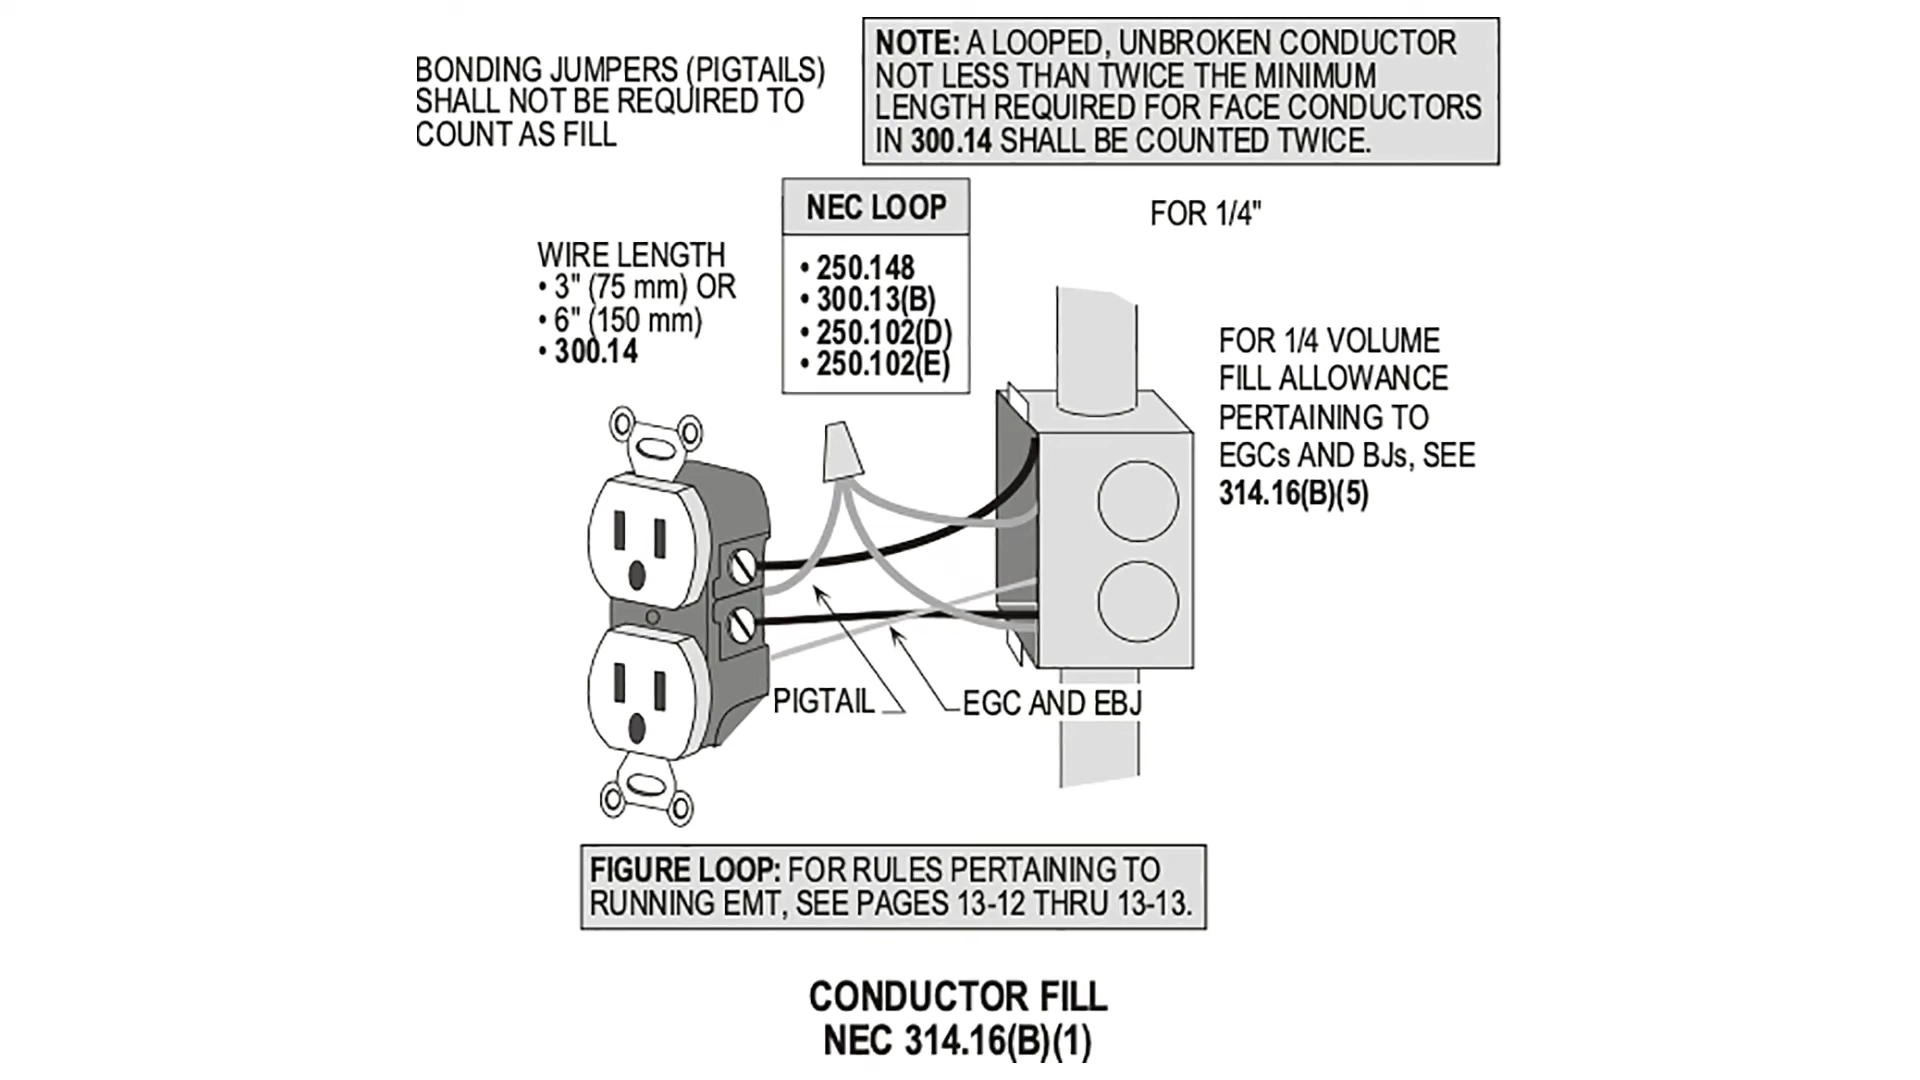 BONDING JUMPERS (PIGTAILS)
SHALL NOT BE REQUIRED TO
COUNT AS FILL
NOTE: A LOOPED, UNBROKEN CONDUCTOR
NOT LESS THAN TWICE THE MINIMUM
LENGTH REQUIRED FOR FACE CONDUCTORS
IN 300.14 SHALL BE COUNTED TWICE.
NEC LOOP
• 250.148
• 300.13(B)
• 250.102(D)
• 250.102(E)
FOR 1/4"
WIRE LENGTH
• 3" (75 mm) OR
• 6" (150 mm)
• 300.14
FOR 1/4 VOLUME
FILL ALLOWANCE
PERTAINING TO
EGCs AND BJs, SEE
314.16(B)(5)
PIGTAIL
EGC AND EBJ
FIGURE LOOP: FOR RULES PERTAINING TO
RUNNING EMT, SEE PAGES 13-12 THRU 13-13.
CONDUCTOR FILL
NEC 314.16(B)(1)